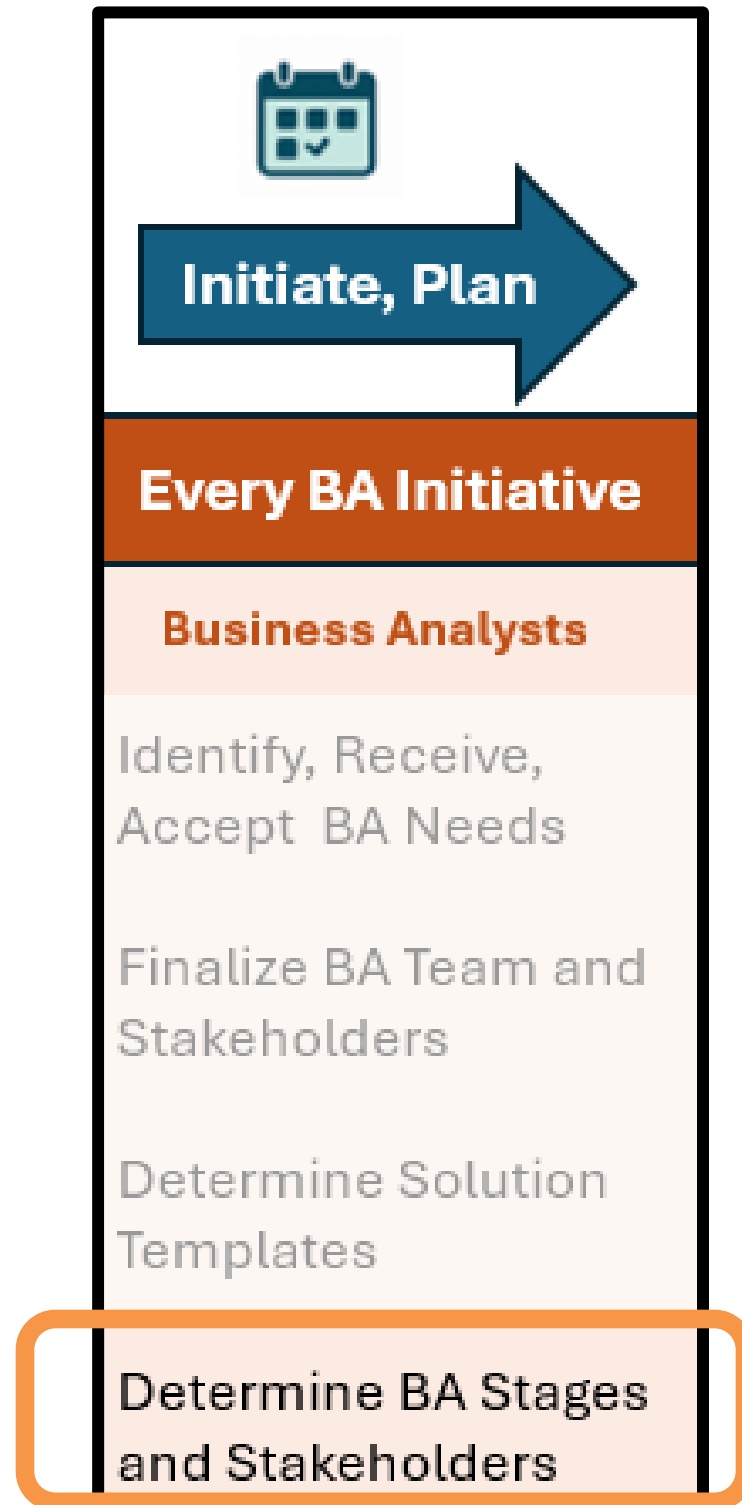 Initiate, Plan
Every BA Initiative
Business Analysts
Identify, Receive,
Accept BA Needs
Finalize BA Team and
Stakeholders
Determine Solution
Templates
Determine BA Stages
and Stakeholders